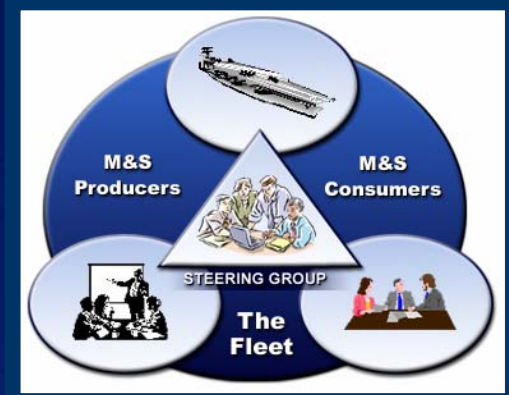 M&S
Producers
M&S
Consumers
STEERING GROUP
The
Fleet